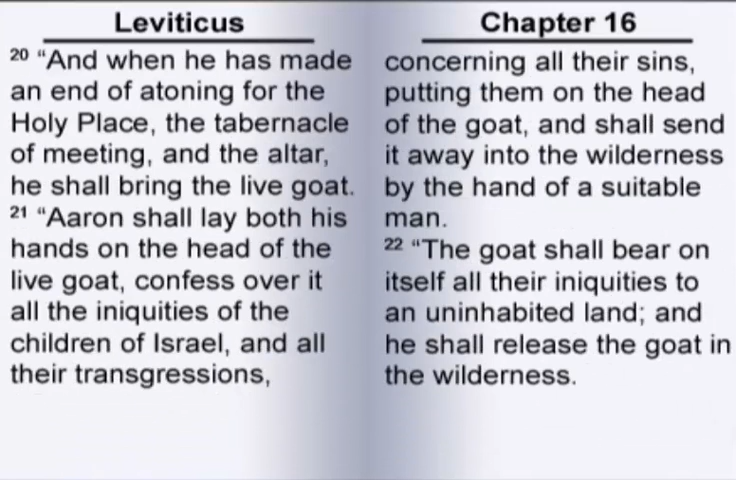 Leviticus
20 “And when he has made
an end of atoning for the
Holy Place, the tabernacle
of meeting, and the altar,
he shall bring the live goat.
21 “Aaron shall lay both his
hands on the head of the
live goat, confess over it
all the iniquities of the
children of Israel, and all
their transgressions,
Chapter 16
concerning all their sins,
putting them on the head
of the goat, and shall send
it away into the wilderness
by the hand of a suitable
man.
22 “The goat shall bear on
itself all their iniquities to
an uninhabited land; and
he shall release the goat in
the wilderness.